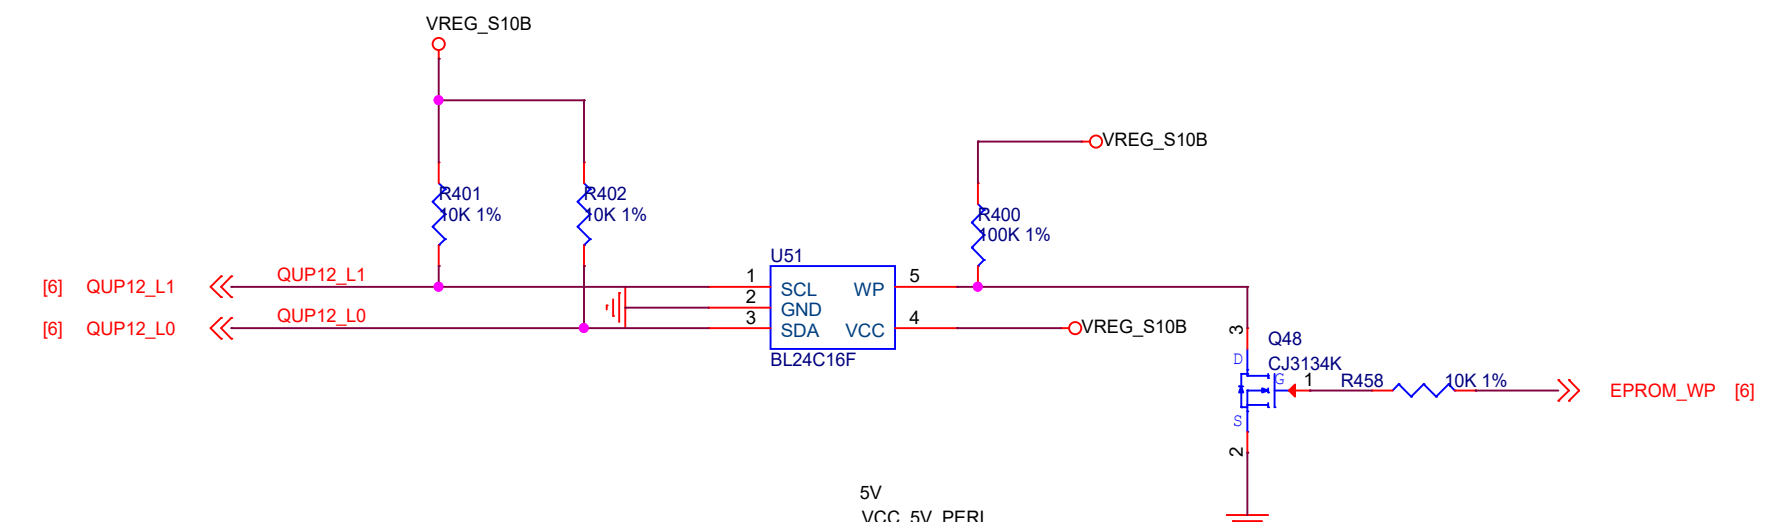 VREG_S10B
VREG_S10B
R401
10K 1%
R402
10K 1%
R400
100K 1%
U51
[6] QUP12_L1
QUP12_L1
1
SCL
WP
5
2
GND
[6] QUP12_L0
QUP12_L0
3
SDA
VCC
4
VREG_S10B
BL24C16F
3
Q48
D
CJ3134K
G
1
R458
10K 1%
EPROM_WP [6]
S
2
5V
VCC_5V_PERI